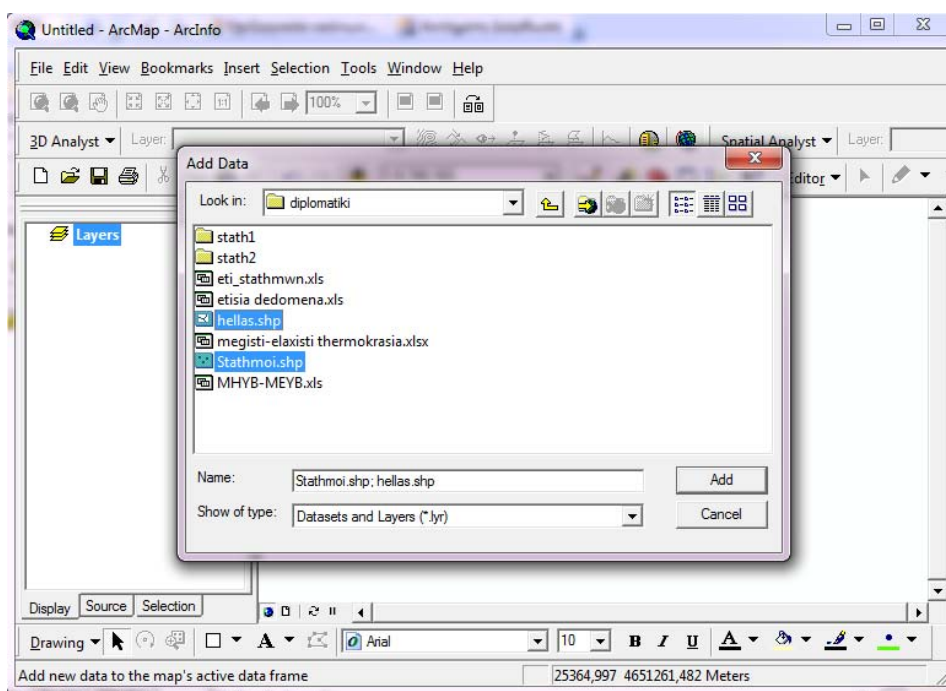 Untitled - ArcMap - ArcInfo
File Edit View Bookmarks Insert Selection Tools Window Help
1:1 100%
3D Analyst Layer: Spatial Analyst Layer:
Add Data
Editor
Look in: diplomatiki
Layers
stath1
stath2
eti_stathmwn.xls
etisia dedomena.xls
hellas.shp
megisti-elaxisti thermokrasia.xlsx
Stathmoi.shp
MHYB-MEYB.xls
Name: Stathmoi.shp; hellas.shp Add
Show of type: Datasets and Layers (*.lyr) Cancel
Display Source Selection
Drawing A Arial 10 B I U A
Add new data to the map's active data frame 25364,997 4651261,482 Meters